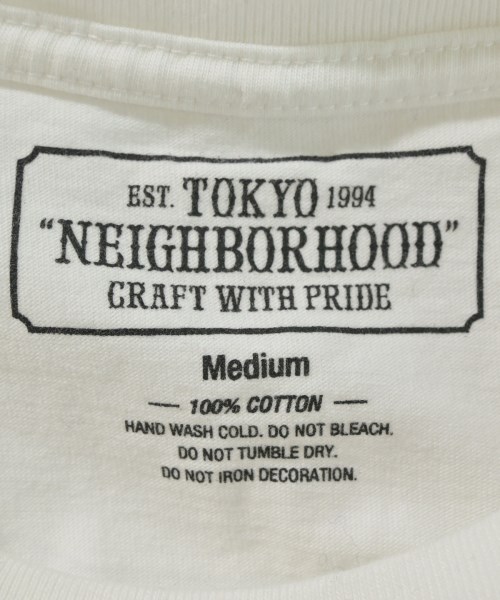 EST. TOKYO 1994
“NEIGHBORHOOD”
CRAFT WITH PRIDE
Medium
— 100% COTTON —
HAND WASH COLD. DO NOT BLEACH.
DO NOT TUMBLE DRY.
DO NOT IRON DECORATION.